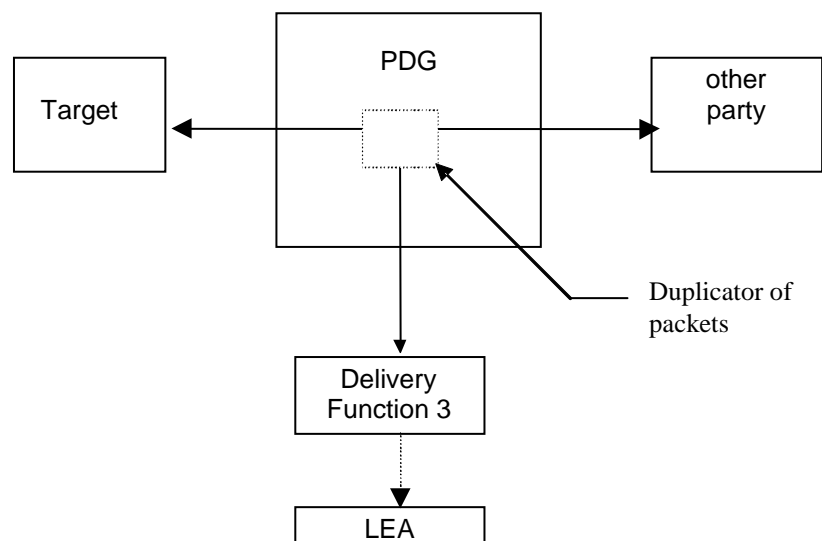 PDG
Target
other
party
Duplicator of
packets
Delivery
Function 3
LEA